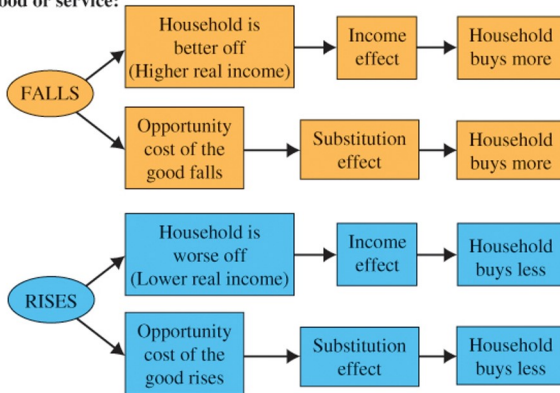 good or service:
Household is
better off
(Higher real income)
Income
effect
Household
buys more
FALLS
Opportunity
cost of the
good falls
Substitution
effect
Household
buys more
Household is
worse off
(Lower real income)
Income
effect
Household
buys less
RISES
Opportunity
cost of the
good rises
Substitution
effect
Household
buys less